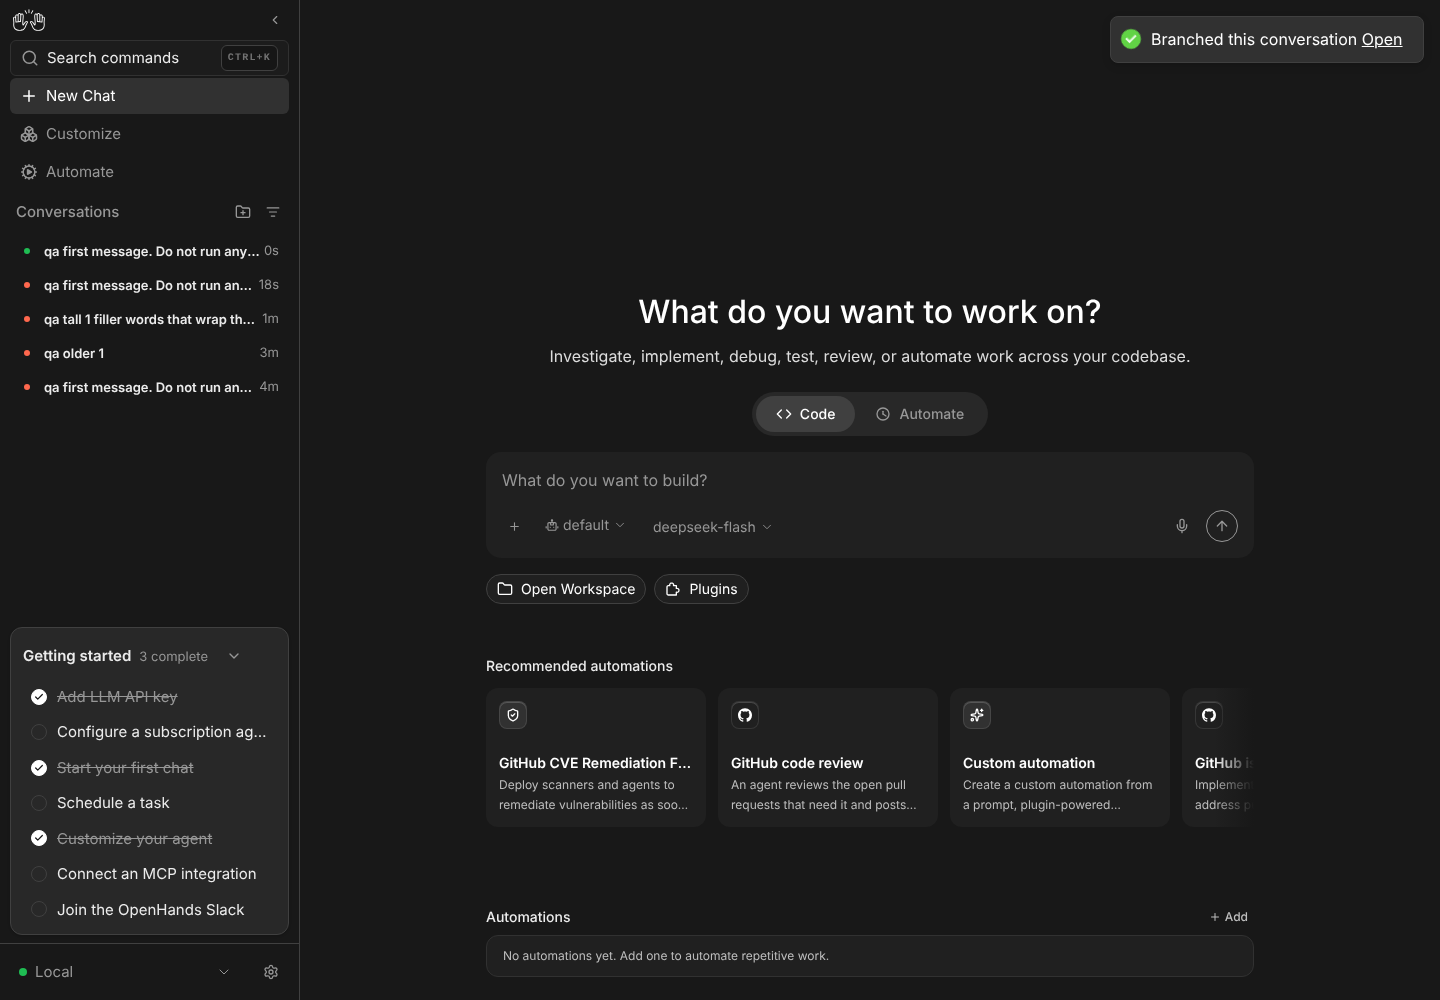 Search commands
CTRL+K
New Chat
Customize
Automate
Conversations
qa first message. Do not run any... 0s
qa first message. Do not run an... 18s
qa tall 1 filler words that wrap th... 1m
qa older 1 3m
qa first message. Do not run an... 4m
Getting started 3 complete
Add LLM API key
Configure a subscription ag...
Start your first chat
Schedule a task
Customize your agent
Connect an MCP integration
Join the OpenHands Slack
Local
Branched this conversation Open
What do you want to work on?
Investigate, implement, debug, test, review, or automate work across your codebase.
Code
Automate
What do you want to build?
default
deepseek-flash
Open Workspace
Plugins
Recommended automations
GitHub CVE Remediation F...
Deploy scanners and agents to
remediate vulnerabilities as soo...
GitHub code review
An agent reviews the open pull
requests that need it and posts...
Custom automation
Create a custom automation from
a prompt, plugin-powered...
GitHub
address
Automations
Add
No automations yet. Add one to automate repetitive work.